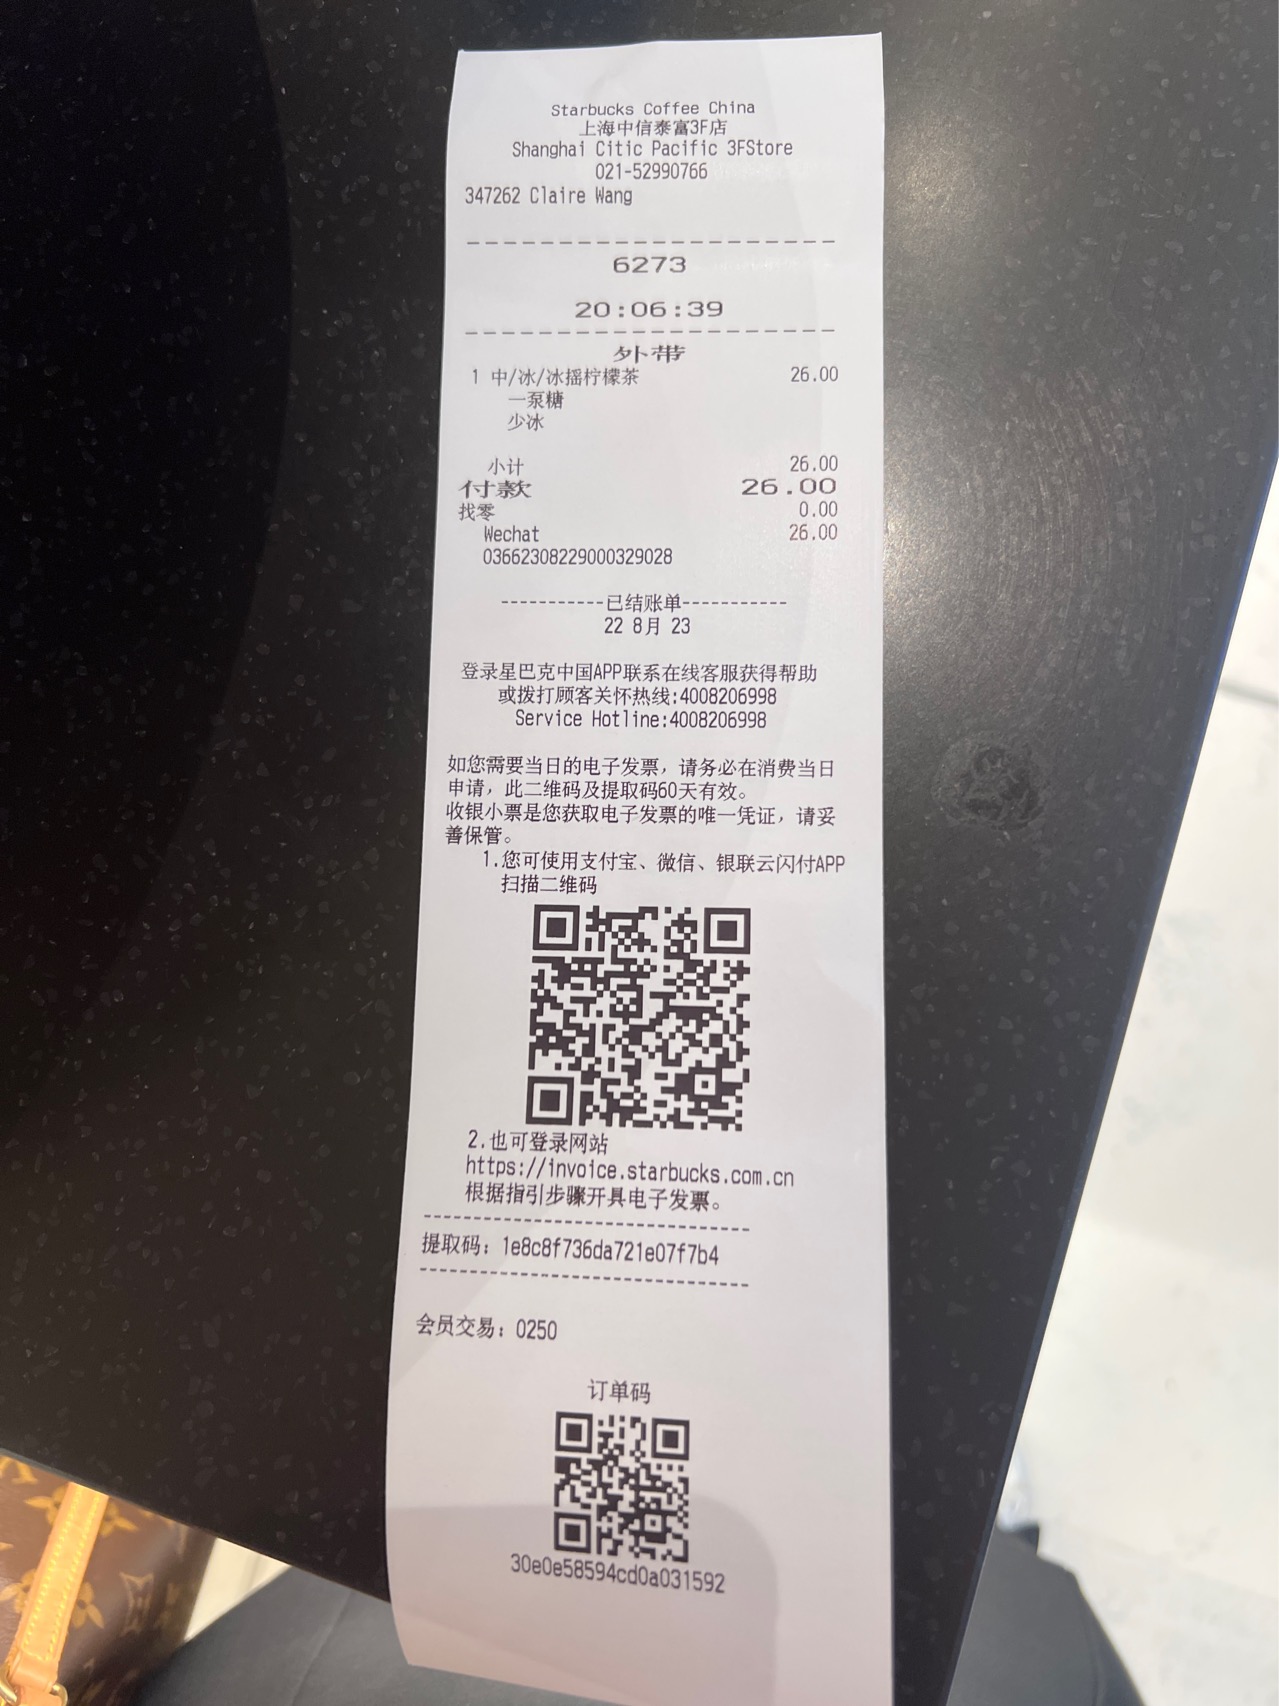 Starbucks Coffee China
上海中信泰富3F店
Shanghai Citic Pacific 3FStore
021-52990766
347262 Claire Wang
--------------------
6273
20:06:39
--------------------
外带
1 中/冰/冰摇柠檬茶 26.00
一泵糖
少冰
小计 26.00
付款 26.00
找零 0.00
Wechat 26.00
03662308229000329028
-----------已结账单-----------
22 8月 23
登录星巴克中国APP联系在线客服获得帮助
或拨打顾客关怀热线:4008206998
Service Hotline:4008206998
如您需要当日的电子发票，请务必在消费当日
申请，此二维码及提取码60天有效。
收银小票是您获取电子发票的唯一凭证，请妥
善保管。
1.您可使用支付宝、微信、银联云闪付APP
扫描二维码
2.也可登录网站
https://invoice.starbucks.com.cn
根据指引步骤开具电子发票。
-----------------------------------
提取码：1e8c8f736da721e07f7b4
-----------------------------------
会员交易：0250
订单码
30e0e58594cd0a031592